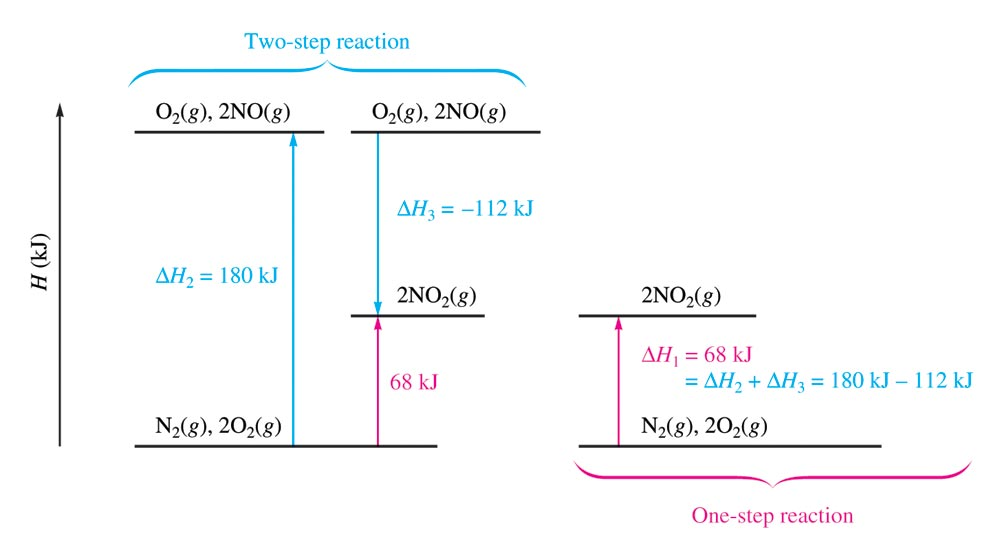 Two-step reaction
O₂(g), 2NO(g)
O₂(g), 2NO(g)
ΔH₃ = –112 kJ
H (kJ)
ΔH₂ = 180 kJ
2NO₂(g)
2NO₂(g)
ΔH₁ = 68 kJ
68 kJ
= ΔH₂ + ΔH₃ = 180 kJ – 112 kJ
N₂(g), 2O₂(g)
N₂(g), 2O₂(g)
One-step reaction